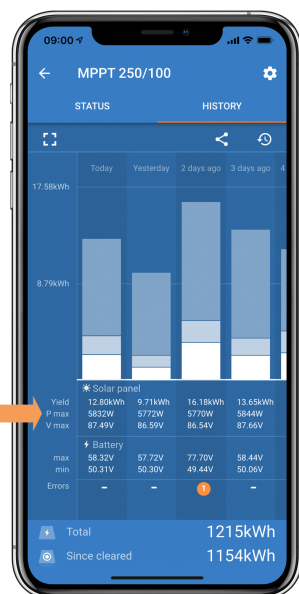 09:00
MPPT 250/100
STATUS HISTORY
Today Yesterday 2 days ago 3 days ago 4
17.58kWh
8.79kWh
Solar panel
Yield 12.80kWh 9.71kWh 16.18kWh 13.65kWh
P max 5832W 5772W 5770W 5844W
V max 87.49V 86.59V 86.54V 87.66V
Battery
max 58.32V 57.72V 77.70V 58.44V
min 50.31V 50.30V 49.44V 50.06V
Errors - - 1 -
Total 1215kWh
Since cleared 1154kWh